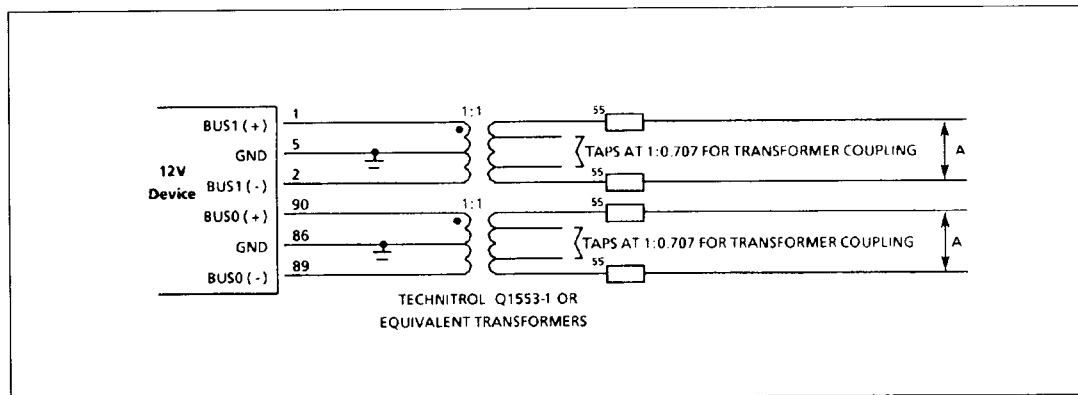 1:1
55
BUS1 (+) 1
GND 5
TAPS AT 1:0.707 FOR TRANSFORMER COUPLING
A
12V
Device
BUS1 (-) 2
55
BUS0 (+) 90
1:1
55
GND 86
TAPS AT 1:0.707 FOR TRANSFORMER COUPLING
A
BUS0 (-) 89
55
TECHNITROL Q1553-1 OR
EQUIVALENT TRANSFORMERS